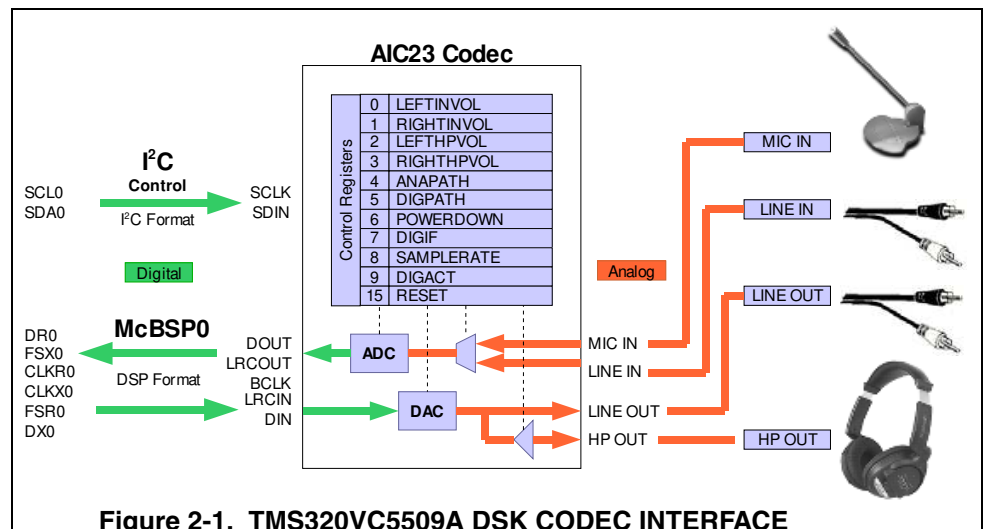 AIC23 Codec
Control Registers
0 LEFTINVOL
1 RIGHTINVOL
2 LEFTHPVOL
3 RIGHTHPVOL
4 ANAPATH
5 DIGPATH
6 POWERDOWN
7 DIGIF
8 SAMPLERATE
9 DIGACT
15 RESET
I²C
Control
I²C Format
SCL0
SDA0
SCLK
SDIN
Digital
Analog
McBSP0
DSP Format
DR0
FSX0
CLKR0
CLKX0
FSR0
DX0
DOUT
LRCOUT
BCLK
LRCIN
DIN
ADC
DAC
MIC IN
LINE IN
LINE OUT
HP OUT
MIC IN
LINE IN
LINE OUT
HP OUT
Figure 2-1. TMS320VC5509A DSK CODEC INTERFACE